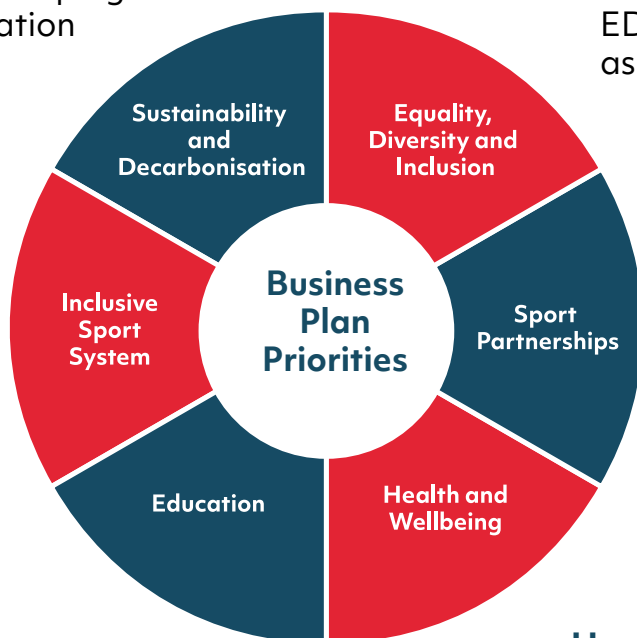 ation
ED
as
Sustainability
and
Decarbonisation
Equality,
Diversity and
Inclusion
Inclusive
Sport
System
Business
Plan
Priorities
Sport
Partnerships
Education
Health and
Wellbeing